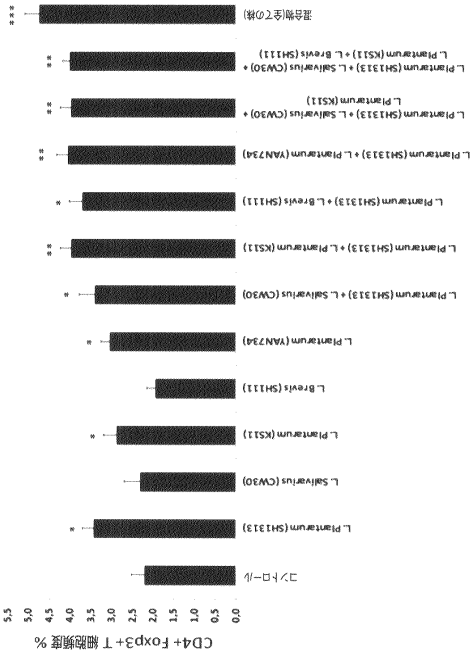 CD4+ Foxp3+ T 細胞頻度 %
0,0 0,5 1,0 1,5 2,0 2,5 3,0 3,5 4,0 4,5 5,0 5,5
コントロール
L. Plantarum (SH1313)
*
L. Salivarius (CW30)
L. Plantarum (KS11)
*
L. Brevis (SH111)
L. Plantarum (YAN734)
*
L. Plantarum (SH1313) + L. Salivarius (CW30)
*
L. Plantarum (SH1313) + L. Plantarum (KS11)
**
L. Plantarum (SH1313) + L. Brevis (SH111)
*
L. Plantarum (SH1313) + L. Plantarum (YAN734)
**
L. Plantarum (SH1313) + L. Salivarius (CW30) +
L. Plantarum (KS11)
**
L. Plantarum (SH1313) + L. Salivarius (CW30) +
L. Plantarum (KS11) + L. Brevis (SH111)
**
混合物(全ての株)
***